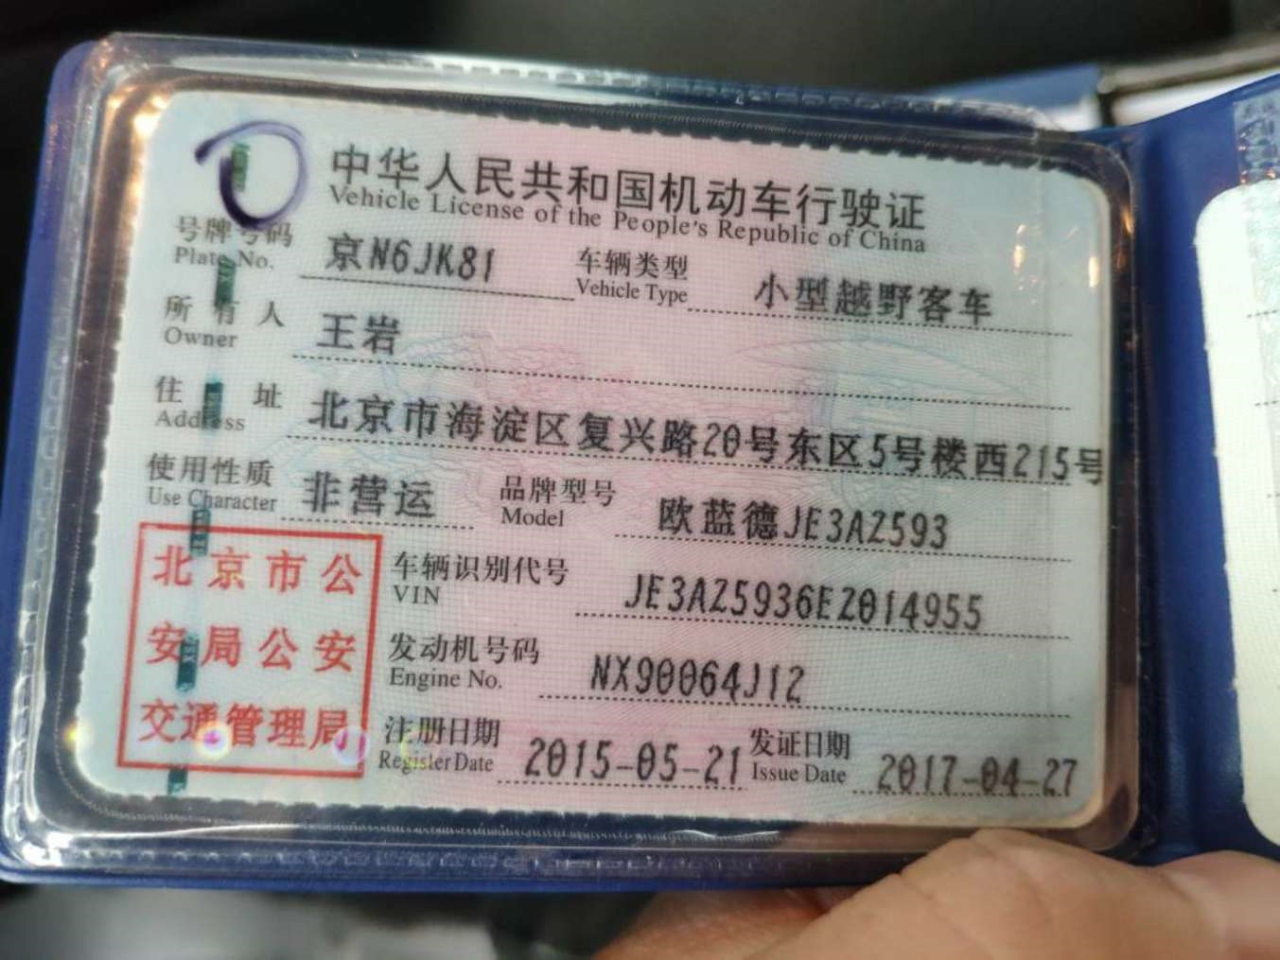 中华人民共和国机动车行驶证
Vehicle License of the People's Republic of China
号牌号码 京N6JK81 车辆类型 小型越野客车
Plate No. Vehicle Type
所有人 王岩
Owner
住址 北京市海淀区复兴路20号东区5号楼西215号
Address
使用性质 非营运 品牌型号 欧蓝德JE3AZ593
Use Character Model
北京市公
安局公安
交通管理局
车辆识别代号 JE3AZ5936EZ014955
VIN
发动机号码 NX90064J12
Engine No.
注册日期 2015-05-21 发证日期 2017-04-27
Register Date Issue Date